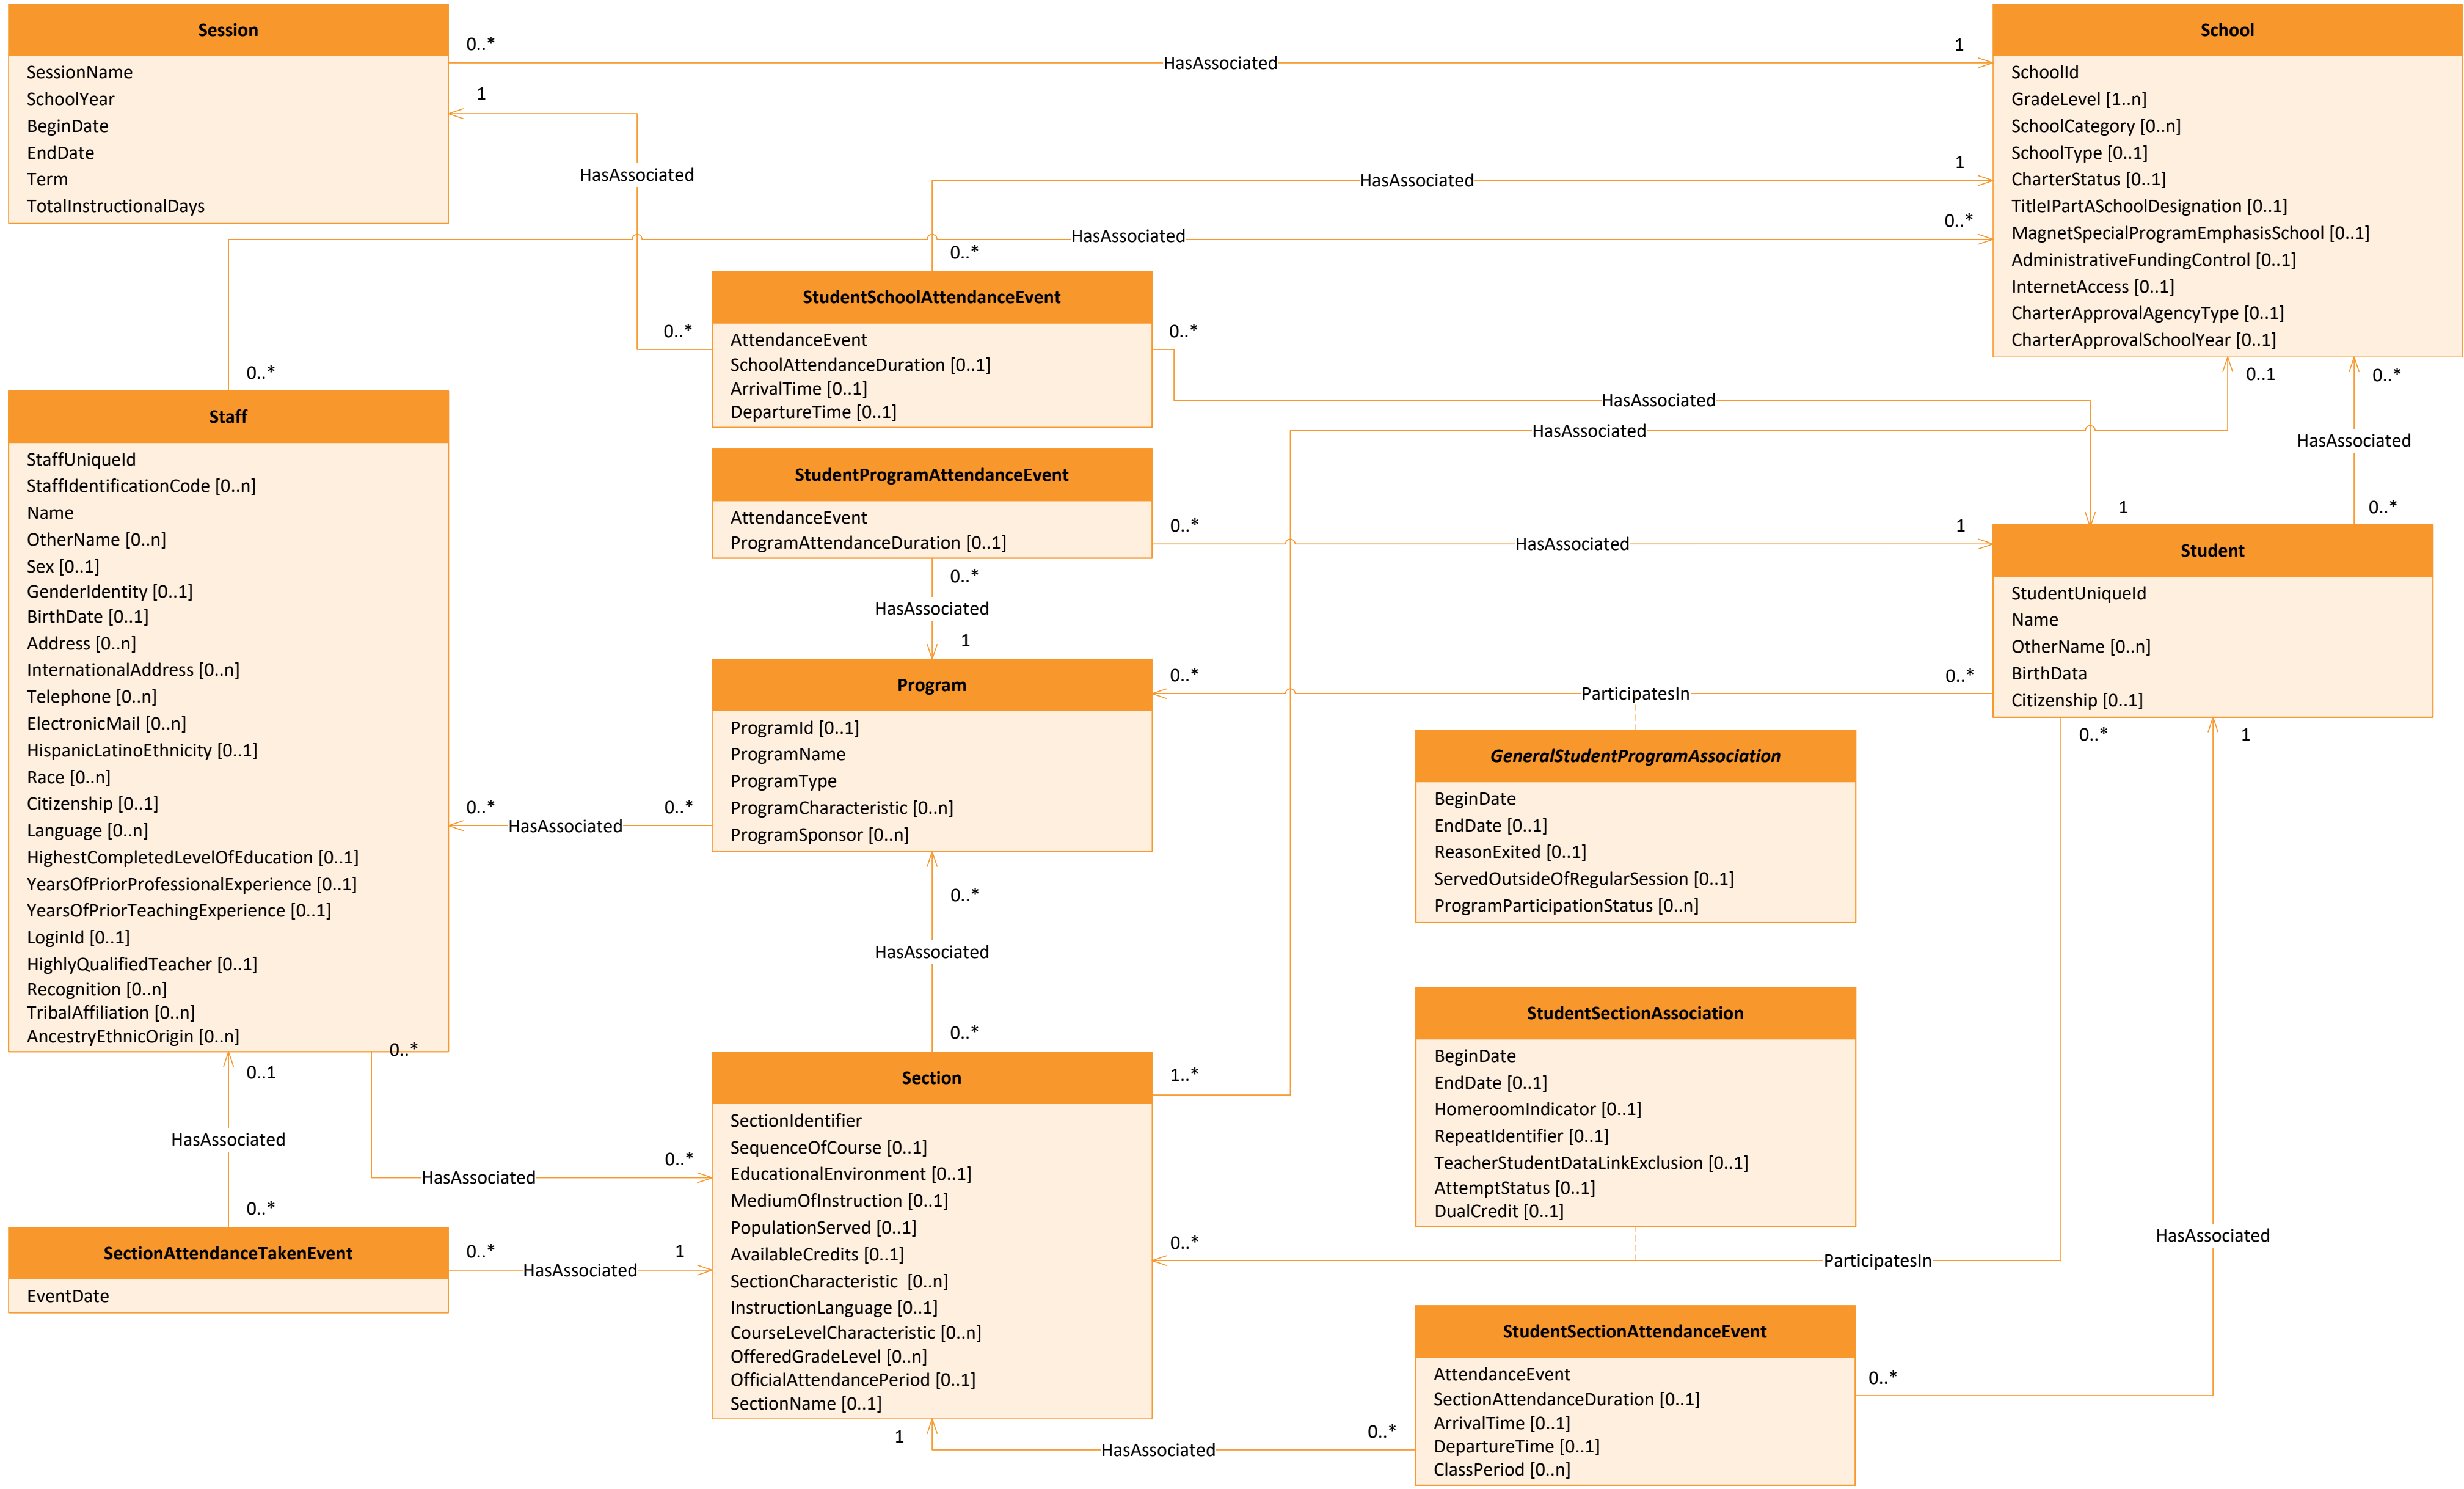 Session
SessionName
SchoolYear
BeginDate
EndDate
Term
TotalInstructionalDays
0..*
HasAssociated
1
1
HasAssociated
0..*
School
SchoolId
GradeLevel [1..n]
SchoolCategory [0..n]
SchoolType [0..1]
CharterStatus [0..1]
TitleIPartASchoolDesignation [0..1]
MagnetSpecialProgramEmphasisSchool [0..1]
AdministrativeFundingControl [0..1]
InternetAccess [0..1]
CharterApprovalAgencyType [0..1]
CharterApprovalSchoolYear [0..1]
HasAssociated
1
0..*
HasAssociated
0..*
0..*
StudentSchoolAttendanceEvent
AttendanceEvent
SchoolAttendanceDuration [0..1]
ArrivalTime [0..1]
DepartureTime [0..1]
0..*
HasAssociated
1
HasAssociated
0..1
0..*
HasAssociated
0..*
Staff
StaffUniqueId
StaffIdentificationCode [0..n]
Name
OtherName [0..n]
Sex [0..1]
GenderIdentity [0..1]
BirthDate [0..1]
Address [0..n]
InternationalAddress [0..n]
Telephone [0..n]
ElectronicMail [0..n]
HispanicLatinoEthnicity [0..1]
Race [0..n]
Citizenship [0..1]
Language [0..n]
HighestCompletedLevelOfEducation [0..1]
YearsOfPriorProfessionalExperience [0..1]
YearsOfPriorTeachingExperience [0..1]
LoginId [0..1]
HighlyQualifiedTeacher [0..1]
Recognition [0..n]
TribalAffiliation [0..n]
AncestryEthnicOrigin [0..n]
StudentProgramAttendanceEvent
AttendanceEvent
ProgramAttendanceDuration [0..1]
0..*
HasAssociated
1
0..*
HasAssociated
1
Student
StudentUniqueId
Name
OtherName [0..n]
BirthData
Citizenship [0..1]
Program
ProgramId [0..1]
ProgramName
ProgramType
ProgramCharacteristic [0..n]
ProgramSponsor [0..n]
0..*
ParticipatesIn
0..*
0..*
HasAssociated
0..*
GeneralStudentProgramAssociation
BeginDate
EndDate [0..1]
ReasonExited [0..1]
ServedOutsideOfRegularSession [0..1]
ProgramParticipationStatus [0..n]
0..*
1
0..*
HasAssociated
0..*
StudentSectionAssociation
BeginDate
EndDate [0..1]
HomeroomIndicator [0..1]
RepeatIdentifier [0..1]
TeacherStudentDataLinkExclusion [0..1]
AttemptStatus [0..1]
DualCredit [0..1]
0..*
0..1
HasAssociated
0..*
HasAssociated
0..*
Section
SectionIdentifier
SequenceOfCourse [0..1]
EducationalEnvironment [0..1]
MediumOfInstruction [0..1]
PopulationServed [0..1]
AvailableCredits [0..1]
SectionCharacteristic [0..n]
InstructionLanguage [0..1]
CourseLevelCharacteristic [0..n]
OfferedGradeLevel [0..n]
OfficialAttendancePeriod [0..1]
SectionName [0..1]
1..*
0..*
ParticipatesIn
HasAssociated
SectionAttendanceTakenEvent
EventDate
0..*
HasAssociated
1
StudentSectionAttendanceEvent
AttendanceEvent
SectionAttendanceDuration [0..1]
ArrivalTime [0..1]
DepartureTime [0..1]
ClassPeriod [0..n]
0..*
1
HasAssociated
0..*